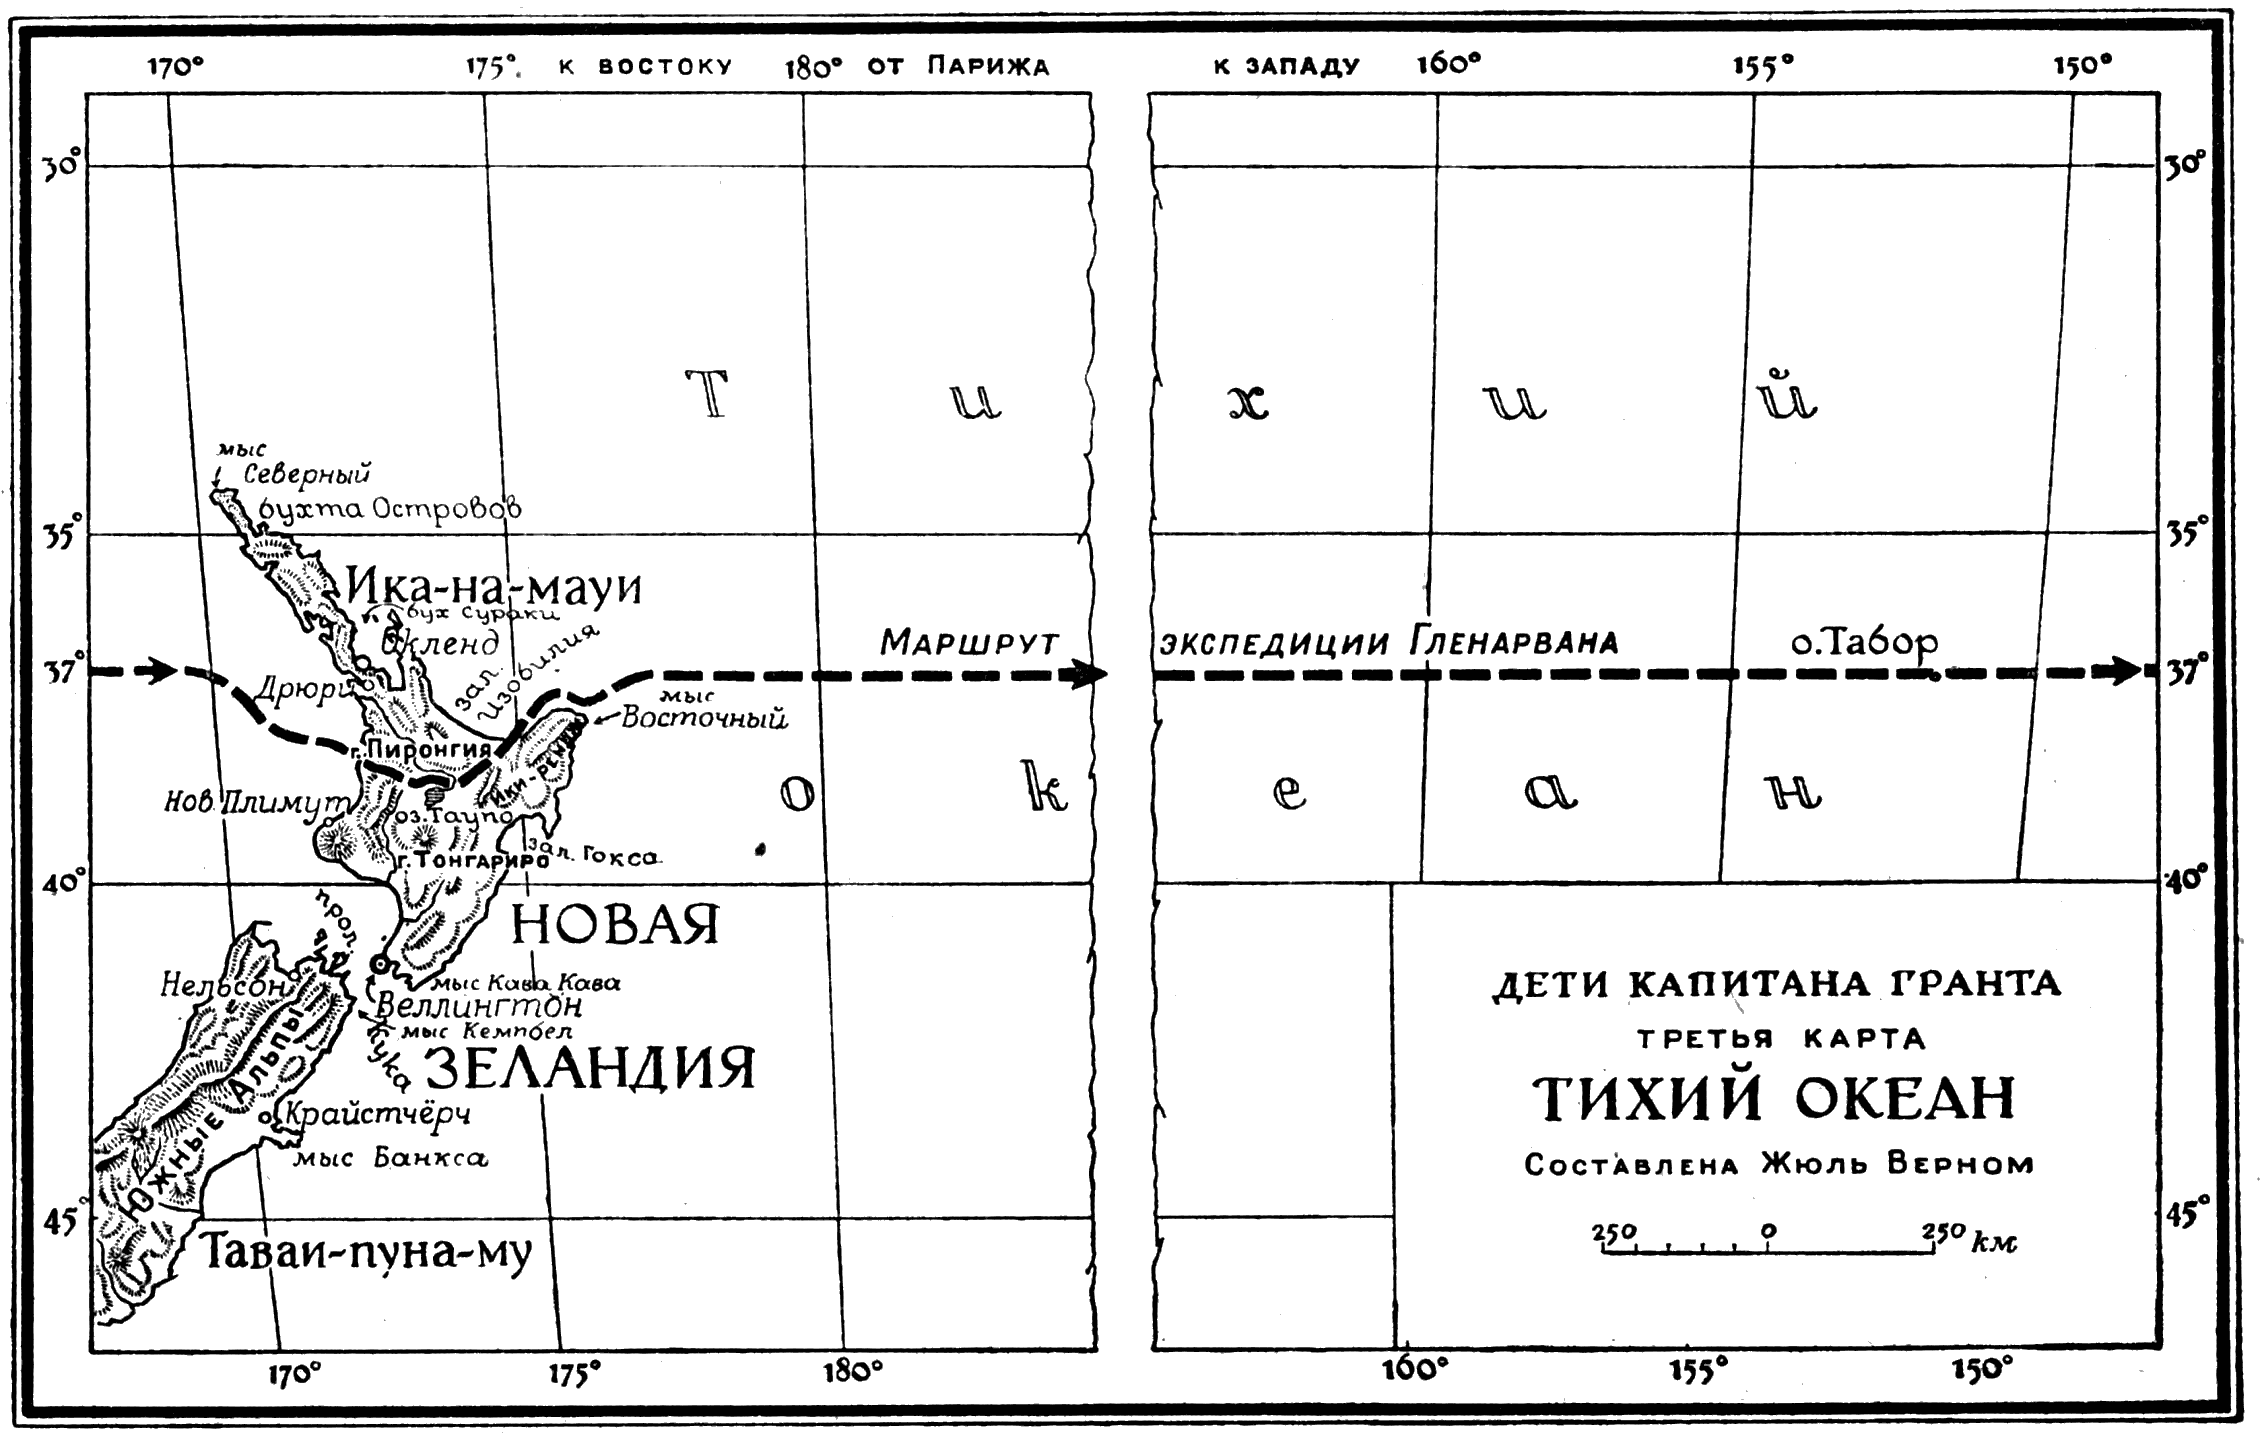 170° 175° К ВОСТОКУ 180° ОТ ПАРИЖА К ЗАПАДУ 160° 155° 150°
30° 30°
Т и х и й
мыс
Северный
бухта Островов
35° 35°
Ика-на-мауи
бух Сураки
Окленд
зал.
Изобилия
МАРШРУТ ЭКСПЕДИЦИИ ГЛЕНАРВАНА о.Табор
37° 37°
Дрюри
мыс
Восточный
г. Пиронгия
Ики-Реммы
о к е а н
Нов. Плимут
оз. Таупо
зал. Гокса
г. Тонгариро
40° 40°
прол.
НОВАЯ
Нельсон
мыс Кава Кава
Веллингтон
мыс Кемпбел
Кука
ЗЕЛАНДИЯ
Южные Альпы
Крайстчёрч
мыс Банкса
45° 45°
Таваи-пуна-му
ДЕТИ КАПИТАНА ГРАНТА
ТРЕТЬЯ КАРТА
ТИХИЙ ОКЕАН
СОСТАВЛЕНА ЖЮЛЬ ВЕРНОМ
250 0 250 км
170° 175° 180° 160° 155° 150°